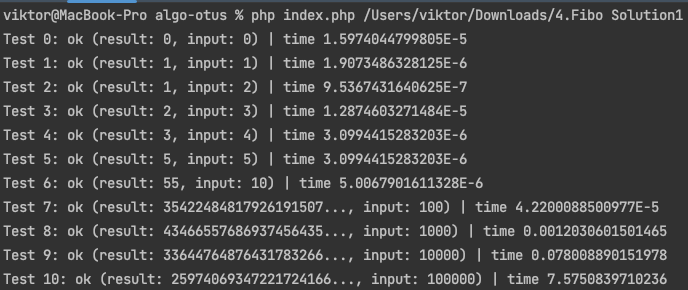 viktor@MacBook-Pro algo-otus % php index.php /Users/viktor/Downloads/4.Fibo Solution1
Test 0: ok (result: 0, input: 0) | time 1.5974044799805E-5
Test 1: ok (result: 1, input: 1) | time 1.9073486328125E-6
Test 2: ok (result: 1, input: 2) | time 9.5367431640625E-7
Test 3: ok (result: 2, input: 3) | time 1.2874603271484E-5
Test 4: ok (result: 3, input: 4) | time 3.0994415283203E-6
Test 5: ok (result: 5, input: 5) | time 3.0994415283203E-6
Test 6: ok (result: 55, input: 10) | time 5.0067901611328E-6
Test 7: ok (result: 35422484817926191507..., input: 100) | time 4.2200088500977E-5
Test 8: ok (result: 43466557686937456435..., input: 1000) | time 0.0012030601501465
Test 9: ok (result: 33644764876431783266..., input: 10000) | time 0.078008890151978
Test 10: ok (result: 25974069347221724166..., input: 100000) | time 7.5750839710236